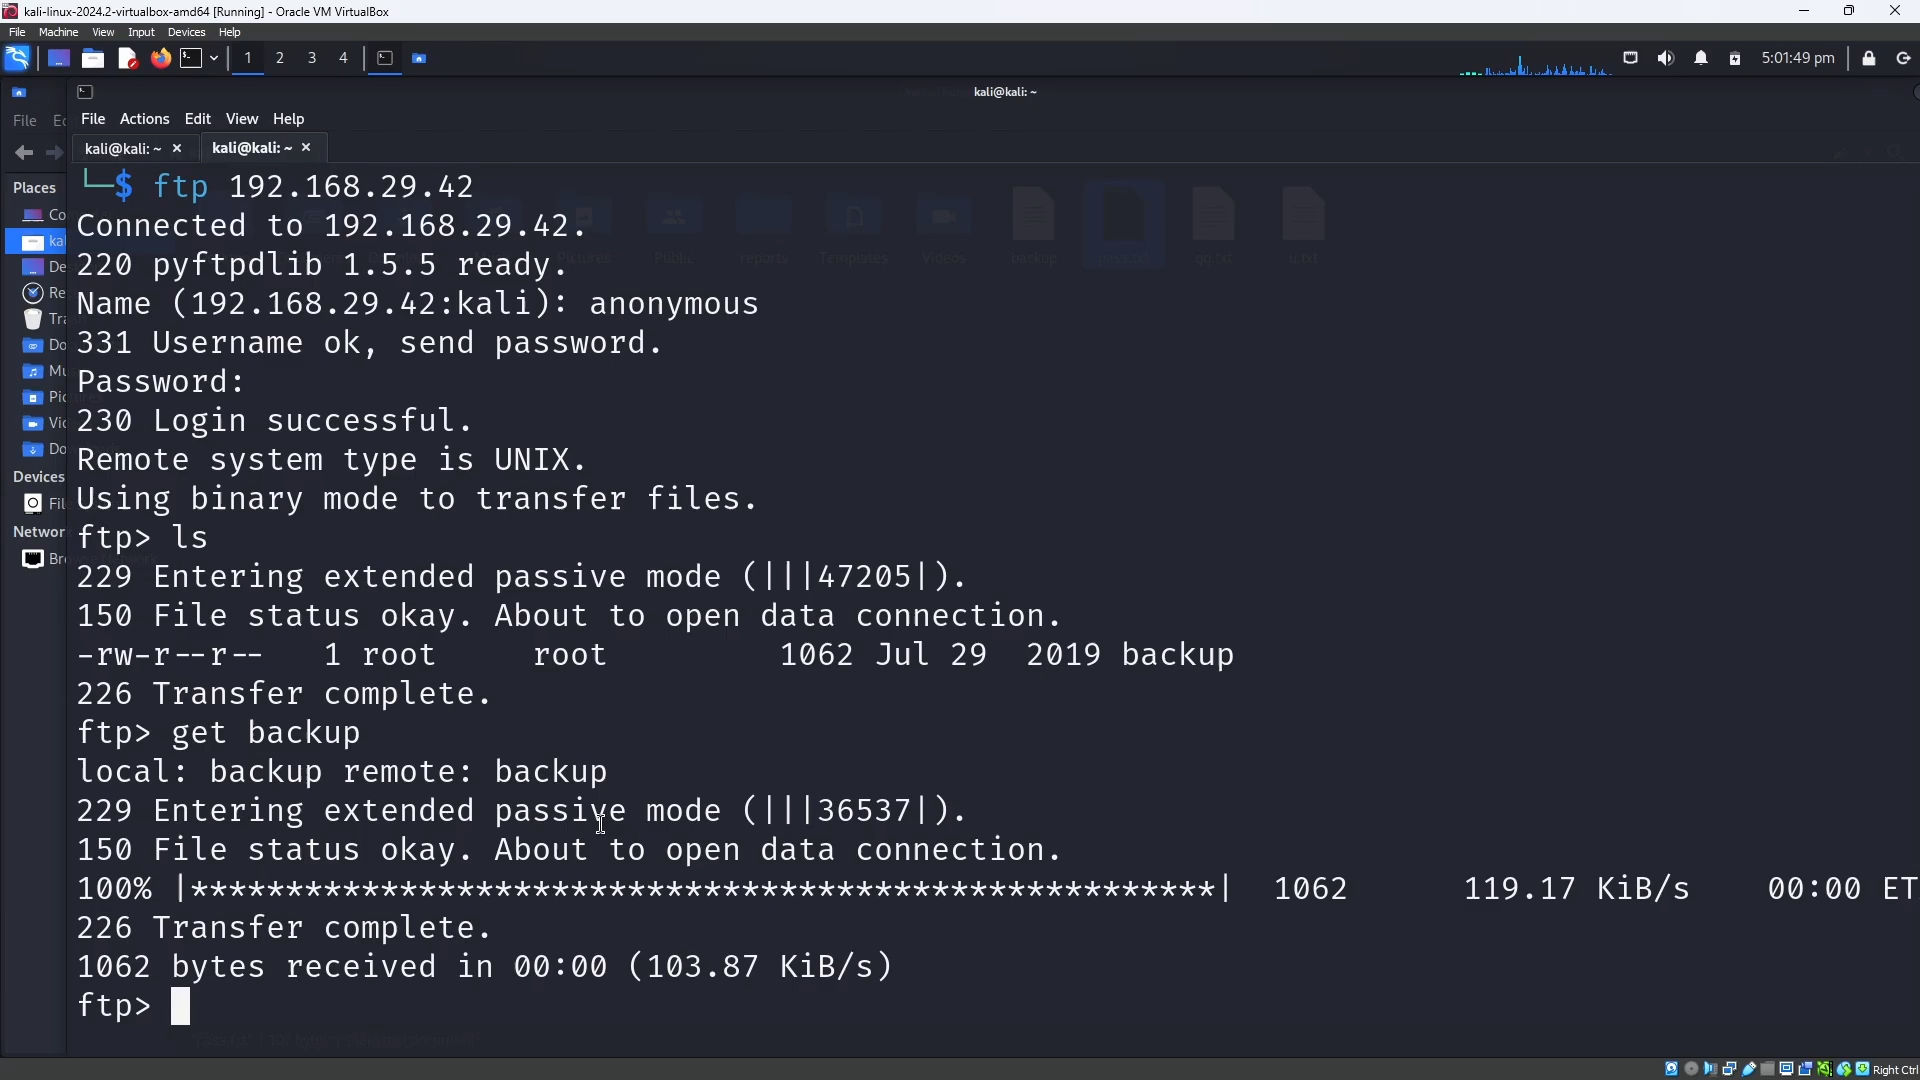 kali-linux-2024.2-virtualbox-amd64 [Running] - Oracle VM VirtualBox
File Machine View Input Devices Help
1 2 3 4 5:01:49 pm
kali@kali: ~
File Actions Edit View Help
kali@kali: ~ × kali@kali: ~ ×
Places
Devices
Networ
└─$ ftp 192.168.29.42
Connected to 192.168.29.42.
220 pyftpdlib 1.5.5 ready.
Name (192.168.29.42:kali): anonymous
331 Username ok, send password.
Password:
230 Login successful.
Remote system type is UNIX.
Using binary mode to transfer files.
ftp> ls
229 Entering extended passive mode (|||47205|).
150 File status okay. About to open data connection.
-rw-r--r-- 1 root root 1062 Jul 29 2019 backup
226 Transfer complete.
ftp> get backup
local: backup remote: backup
229 Entering extended passive mode (|||36537|).
150 File status okay. About to open data connection.
100% |******************************************************| 1062 119.17 KiB/s 00:00 ET
226 Transfer complete.
1062 bytes received in 00:00 (103.87 KiB/s)
ftp>
Right Ctrl